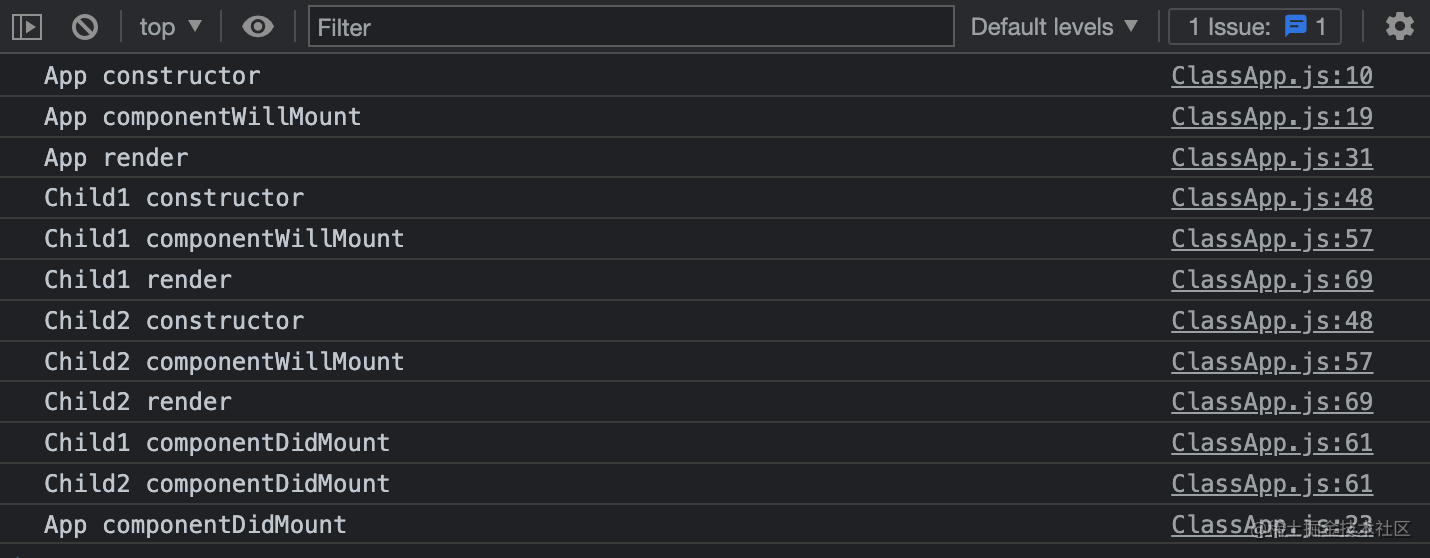 top ▼ Filter Default levels ▼ 1 Issue: 1
App constructor ClassApp.js:10
App componentWillMount ClassApp.js:19
App render ClassApp.js:31
Child1 constructor ClassApp.js:48
Child1 componentWillMount ClassApp.js:57
Child1 render ClassApp.js:69
Child2 constructor ClassApp.js:48
Child2 componentWillMount ClassApp.js:57
Child2 render ClassApp.js:69
Child1 componentDidMount ClassApp.js:61
Child2 componentDidMount ClassApp.js:61
App componentDidMount ClassApp.js:23
@稀土掘金技术社区